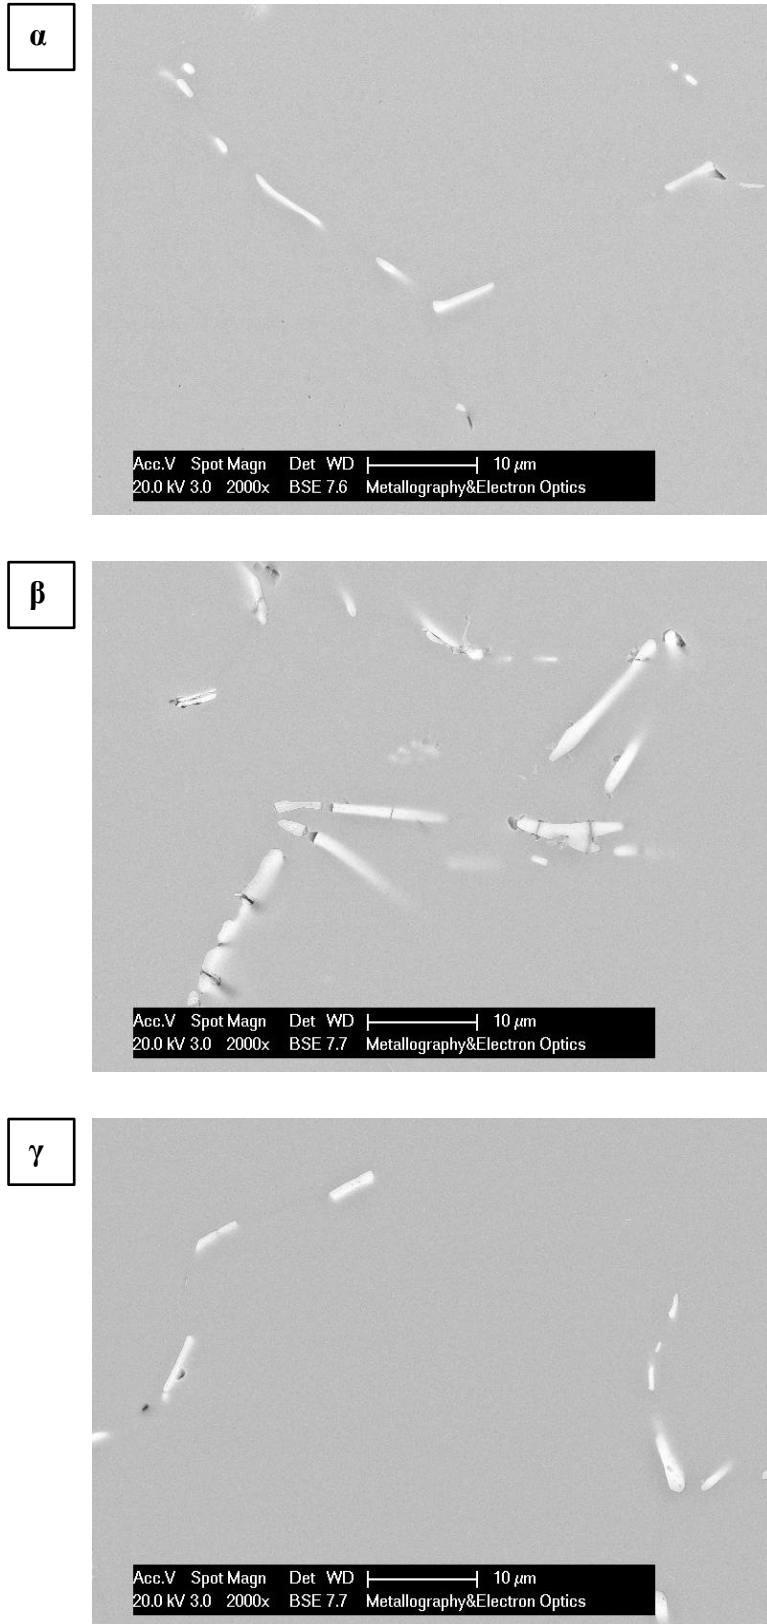 α
Acc.V Spot Magn Det WD 10 µm
20.0 kV 3.0 2000x BSE 7.6 Metallography&Electron Optics
β
Acc.V Spot Magn Det WD 10 µm
20.0 kV 3.0 2000x BSE 7.7 Metallography&Electron Optics
γ
Acc.V Spot Magn Det WD 10 µm
20.0 kV 3.0 2000x BSE 7.7 Metallography&Electron Optics